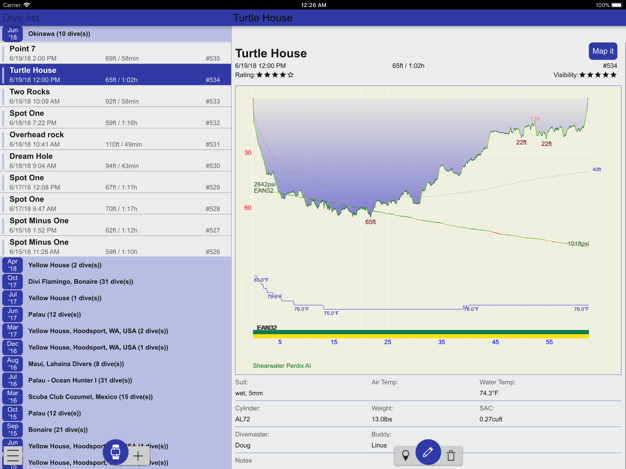 Carrier 12:26 AM 100%
Dive list Turtle House
Jun '18 Okinawa (10 dive(s))
Point 7
6/19/18 2:00 PM 69ft / 58min #535
Turtle House
6/19/18 12:00 PM 65ft / 1:02h #534
Two Rocks
6/19/18 10:09 AM 92ft / 58min #533
Spot One
6/18/18 7:22 PM 59ft / 1:16h #532
Overhead rock
6/18/18 10:41 AM 110ft / 49min #531
Dream Hole
6/18/18 9:04 AM 94ft / 43min #530
Spot One
6/17/18 12:08 PM 67ft / 1:11h #529
Spot One
6/17/18 9:47 AM 70ft / 1:17h #528
Spot Minus One
6/15/18 1:52 PM 62ft / 1:12h #527
Spot Minus One
6/15/18 11:28 AM 59ft / 1:10h #526
Apr '18 Yellow House (2 dive(s))
Oct '17 Divi Flamingo, Bonaire (31 dive(s))
Jul '17 Yellow House (1 dive(s))
Jun '17 Palau (12 dive(s))
Mar '17 Yellow House, Hoodsport, WA, USA (2 dive(s))
Dec '16 Yellow House, Hoodsport, WA, USA (1 dive(s))
Aug '16 Maui, Lahaina Divers (8 dive(s))
Jul '16 Palau - Ocean Hunter I (31 dive(s))
Mar '16 Scuba Club Cozumel, Mexico (15 dive(s))
Oct '15 Palau (12 dive(s))
Sep '15 Bonaire (21 dive(s))
Jun Yellow House, Hoodsp
Jul Yellow House, Hood dive(s))
Turtle House
Map it
6/19/18 12:00 PM 65ft / 1:02h #534
Rating: ★★★★☆ Visibility: ★★★★★
13ft
22ft 22ft
30
40ft
2642psi
EAN32
60
65ft
1018psi
83.0°F
79.0°F
76.0°F 75.0°F 76.0°F 76.0°F
EAN32
5 15 25 35 45 55
Shearwater Perdix AI
Suit: Air Temp: Water Temp:
wet, 5mm 74.3°F
Cylinder: Weight: SAC:
AL72 13.0lbs 0.27cuft
Divemaster: Buddy:
Doug Linus
Notes